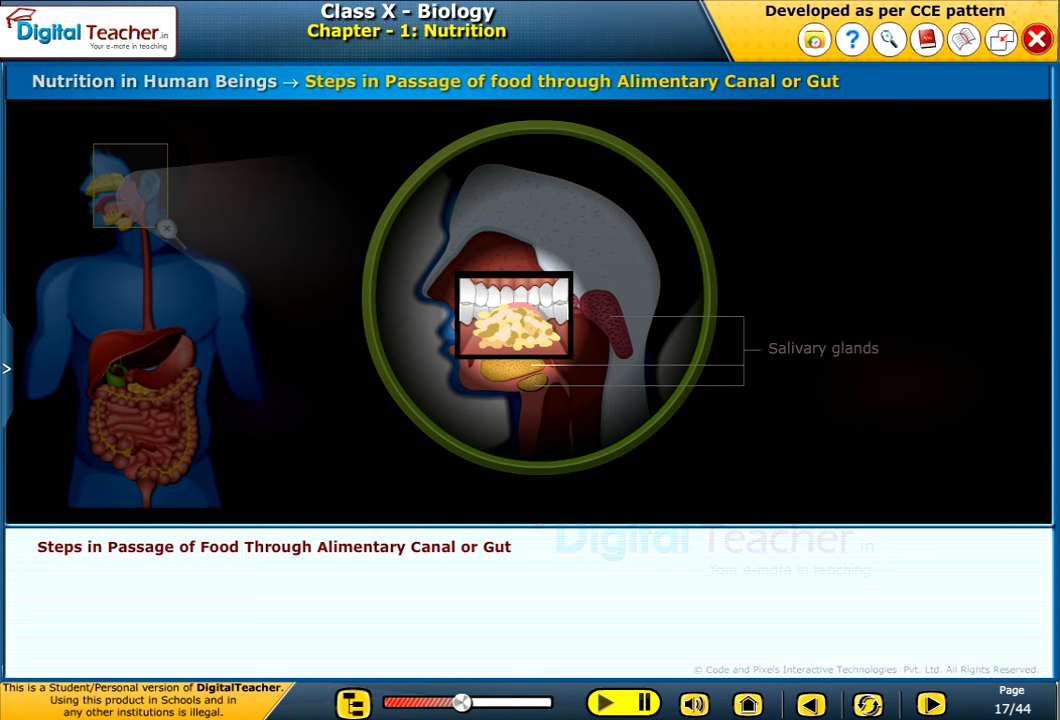 Digital Teacher.in
Your e-mate in teaching
Class X - Biology
Chapter - 1: Nutrition
Developed as per CCE pattern
Nutrition in Human Beings → Steps in Passage of food through Alimentary Canal or Gut
Salivary glands
Steps in Passage of Food Through Alimentary Canal or Gut
Digital Teacher.in
Your e-mate in teaching
© Code and Pixels Interactive Technologies Pvt. Ltd. All Rights Reserved.
This is a Student/Personal version of DigitalTeacher.
Using this product in Schools and in
any other institutions is illegal.
Page
17/44